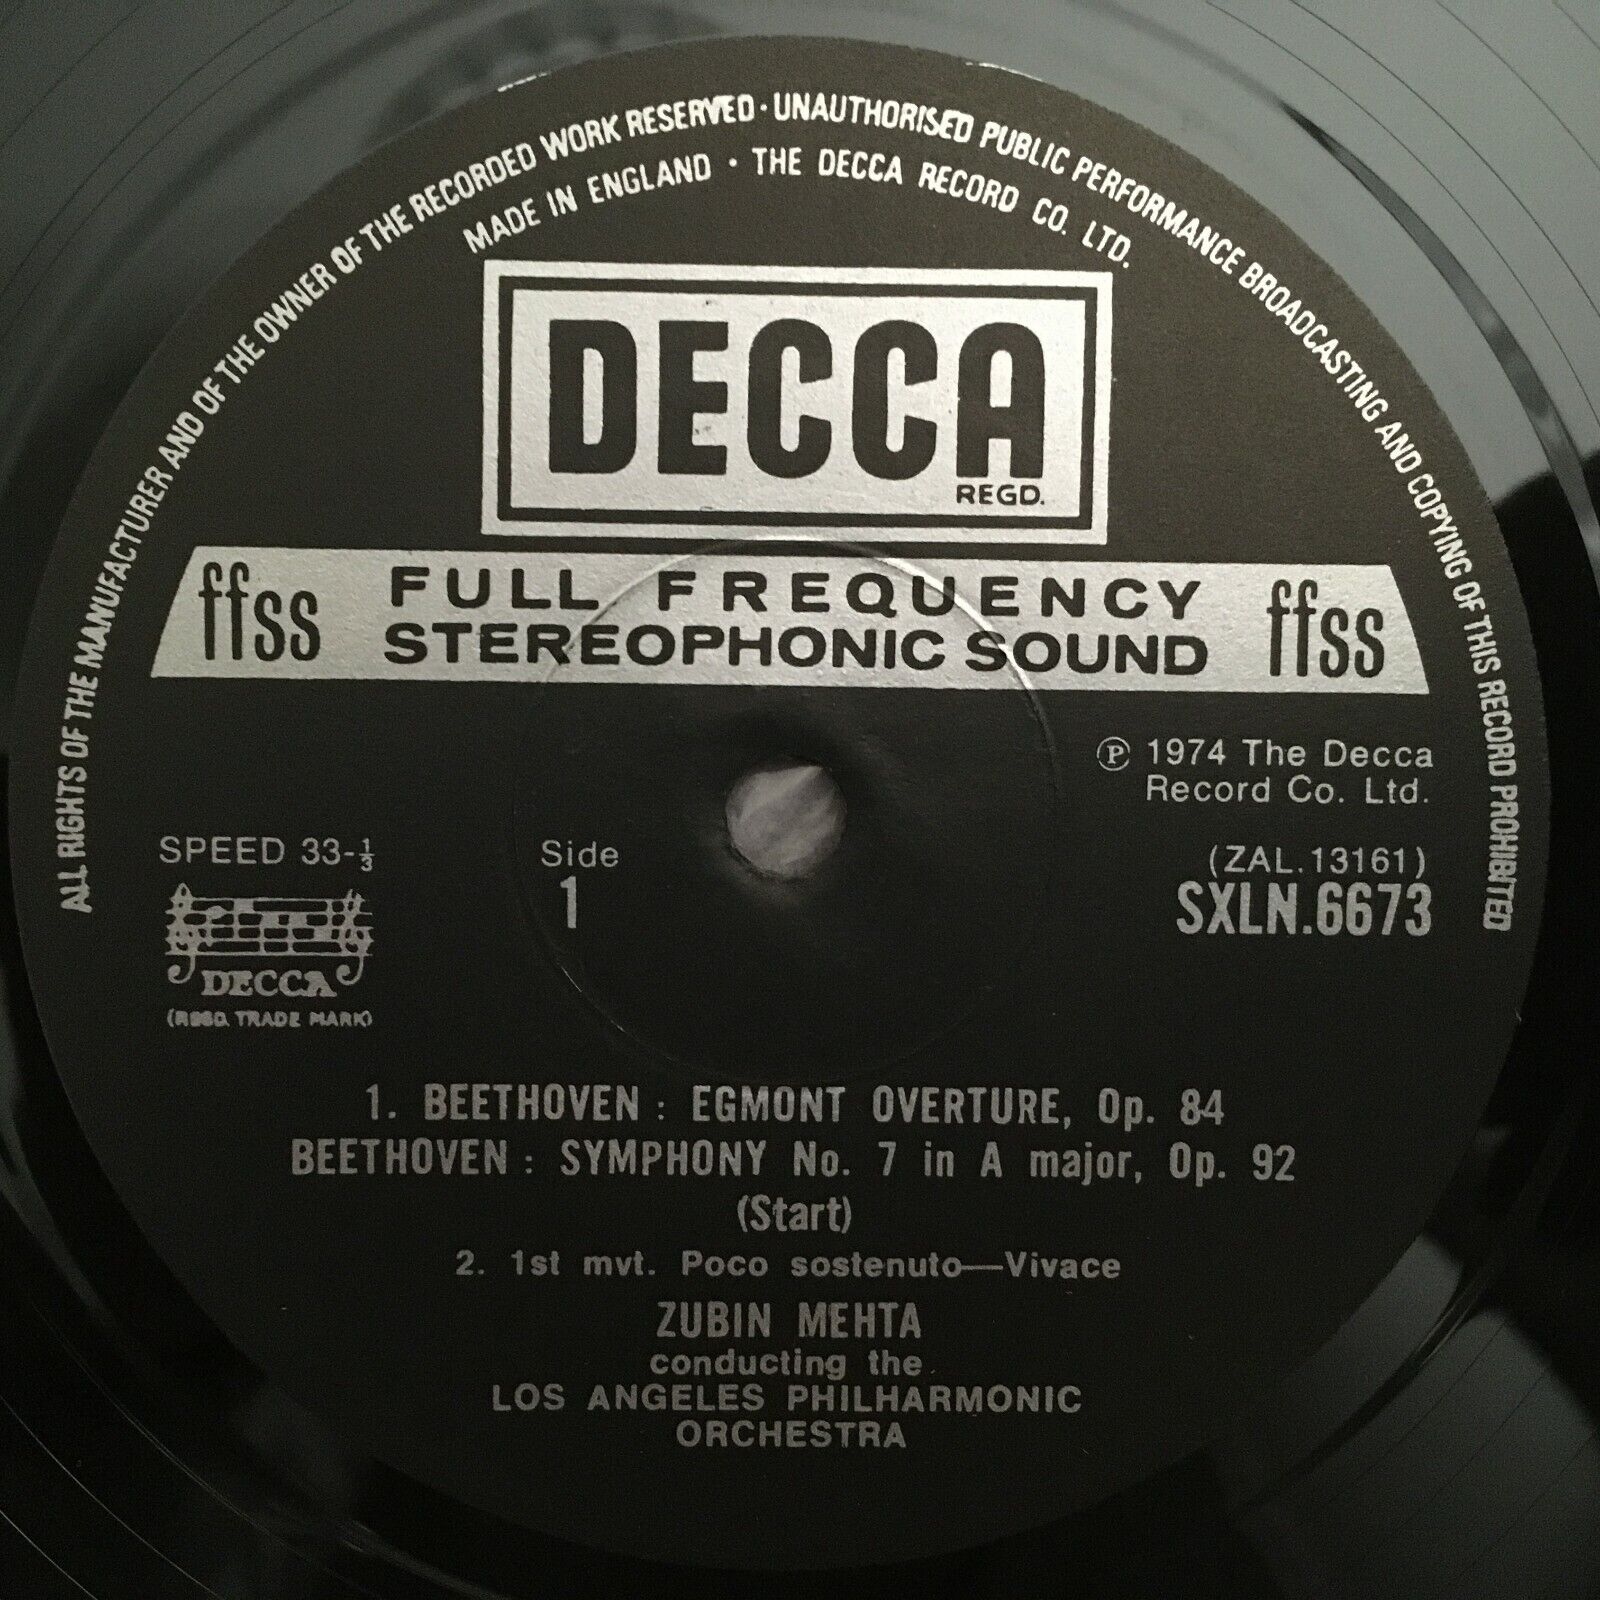 ALL RIGHTS OF THE MANUFACTURER AND OF THE OWNER OF THE RECORDED WORK RESERVED · UNAUTHORISED PUBLIC PERFORMANCE BROADCASTING AND COPYING OF THIS RECORD PROHIBITED
MADE IN ENGLAND · THE DECCA RECORD CO. LTD.
DECCA
REGD.
ffss FULL FREQUENCY STEREOPHONIC SOUND ffss
Ⓟ 1974 The Decca
Record Co. Ltd.
SPEED 33-⅓
Side
1
(ZAL.13161)
SXLN.6673
DECCA
(REGD. TRADE MARK)
1. BEETHOVEN : EGMONT OVERTURE, Op. 84
BEETHOVEN : SYMPHONY No. 7 in A major, Op. 92
(Start)
2. 1st mvt. Poco sostenuto—Vivace
ZUBIN MEHTA
conducting the
LOS ANGELES PHILHARMONIC
ORCHESTRA